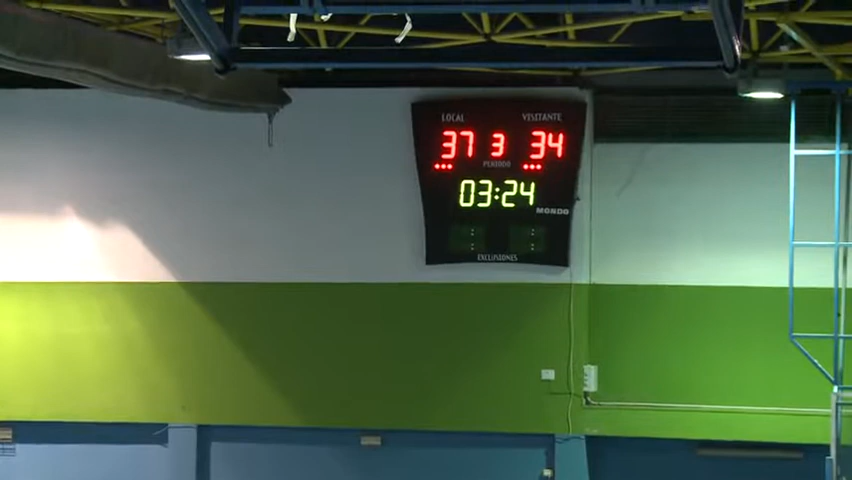 LOCAL VISITANTE
37 3 34
PERIODO
03:24
MONDO
: :
EXCLUSIONES